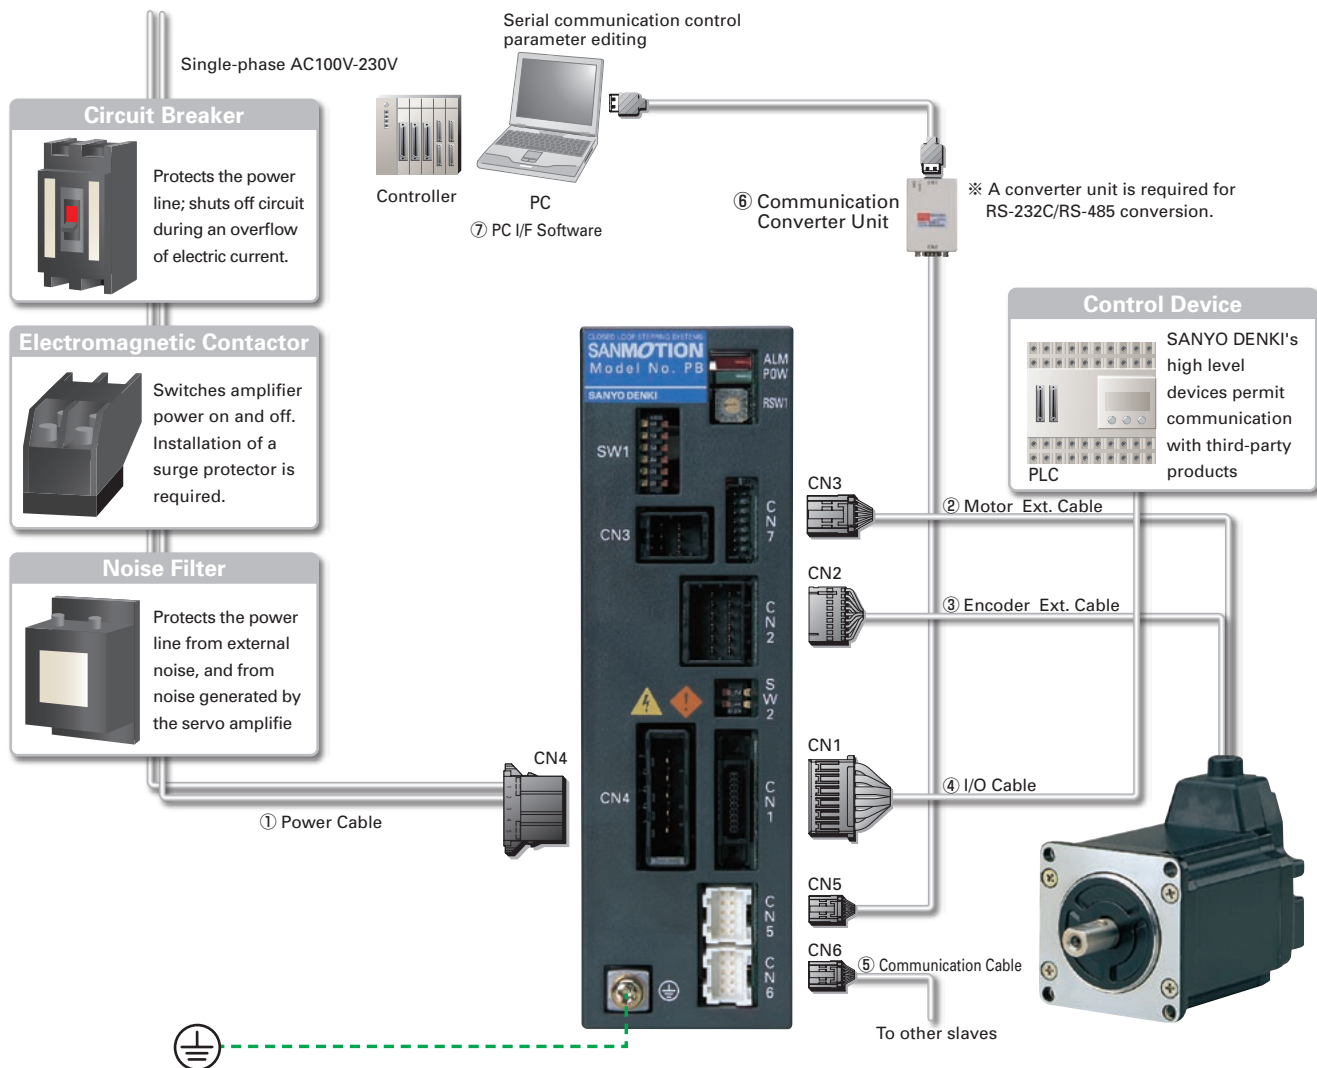 Serial communication control
parameter editing
Single-phase AC100V-230V
Circuit Breaker
Protects the power
line; shuts off circuit
during an overflow
of electric current.
Controller
PC
⑦ PC I/F Software
⑥ Communication
Converter Unit
※ A converter unit is required for
RS-232C/RS-485 conversion.
Electromagnetic Contactor
Switches amplifier
power on and off.
Installation of a
surge protector is
required.
Control Device
SANYO DENKI's
high level
devices permit
communication
with third-party
products
PLC
Noise Filter
Protects the power
line from external
noise, and from
noise generated by
the servo amplifie
CLOSED LOOP STEPPING SYSTEMS
SANMOTION
Model No. PB
SANYO DENKI
ALM
POW
RSW1
SW1
CN3
CN7
CN2
SW2
CN4
CN1
CN5
CN6
CN3
② Motor Ext. Cable
CN2
③ Encoder Ext. Cable
CN1
④ I/O Cable
CN4
① Power Cable
CN5
CN6
⑤ Communication Cable
To other slaves